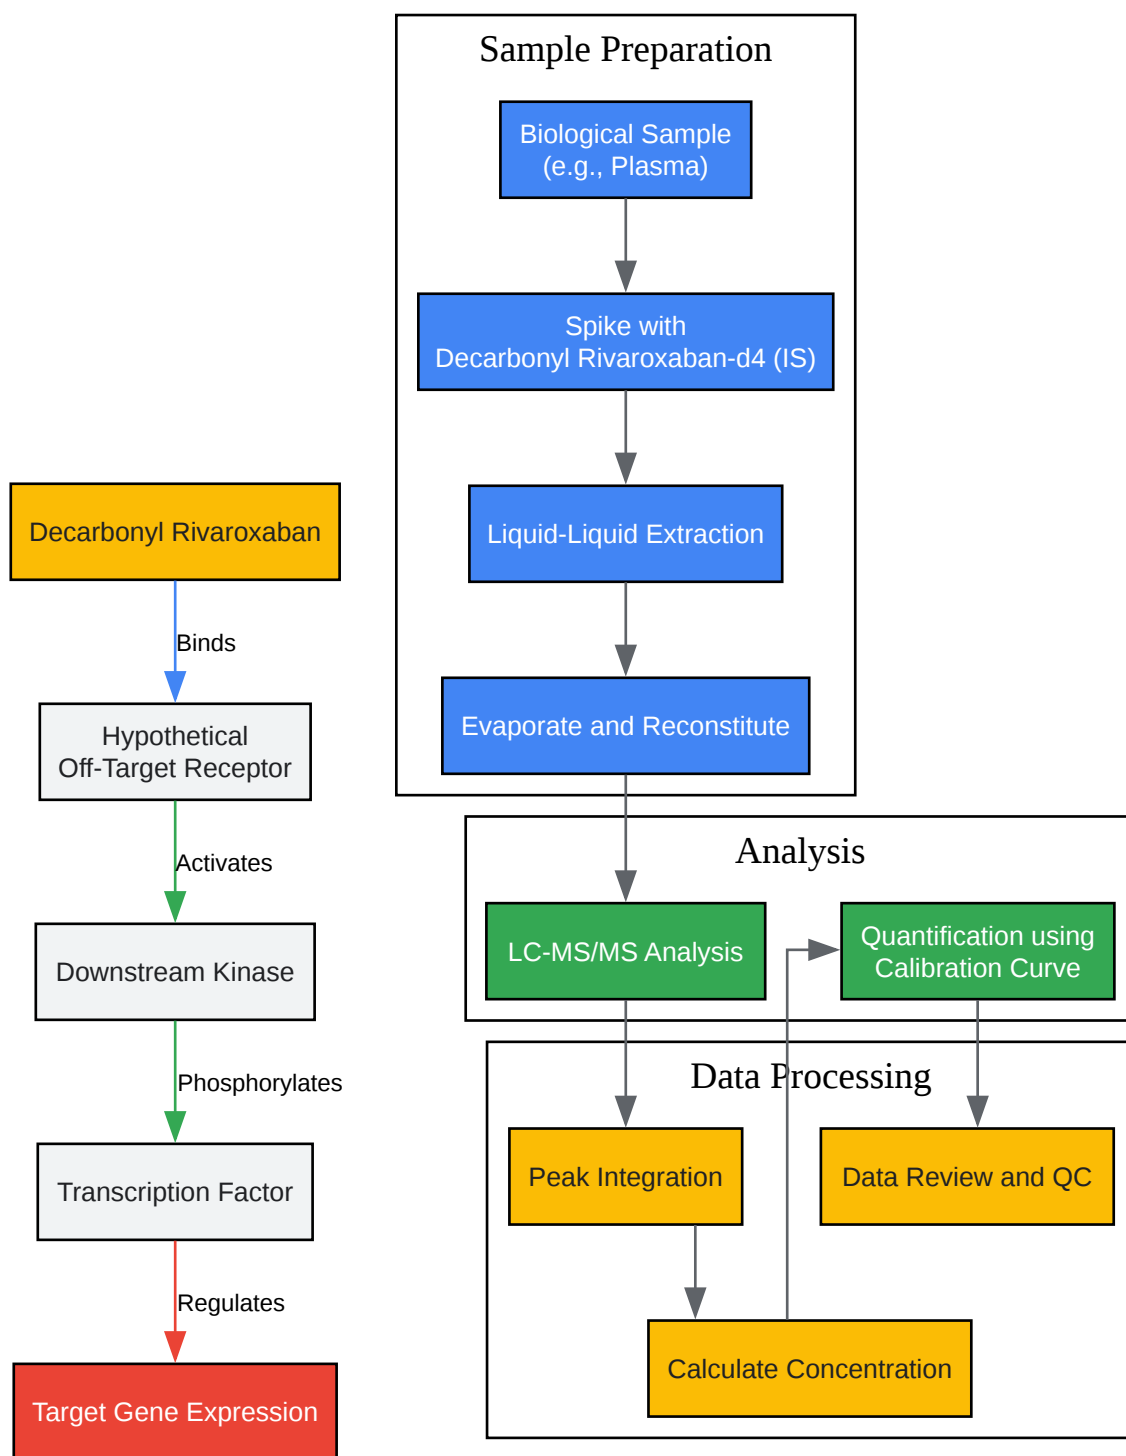 Sample Preparation
Biological Sample
(e.g., Plasma)
Spike with
Decarbonyl Rivaroxaban-d4 (IS)
Liquid-Liquid Extraction
Evaporate and Reconstitute
Decarbonyl Rivaroxaban
Binds
Hypothetical
Off-Target Receptor
Activates
Downstream Kinase
Phosphorylates
Transcription Factor
Regulates
Target Gene Expression
Analysis
LC-MS/MS Analysis
Quantification using
Calibration Curve
Data Processing
Peak Integration
Data Review and QC
Calculate Concentration